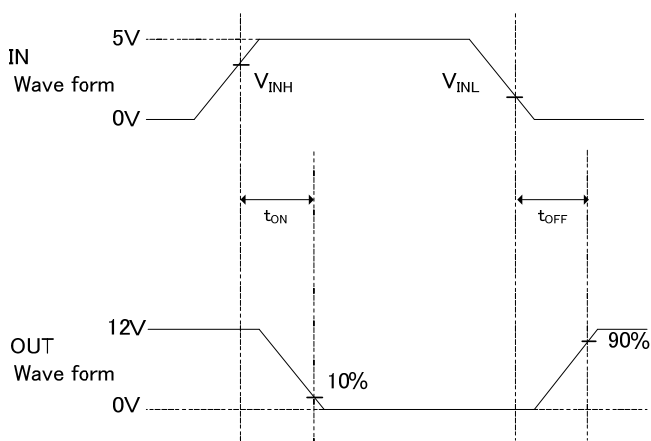 5V
IN
Wave form
VINH
VINL
0V
tON
tOFF
12V
OUT
Wave form
90%
10%
0V